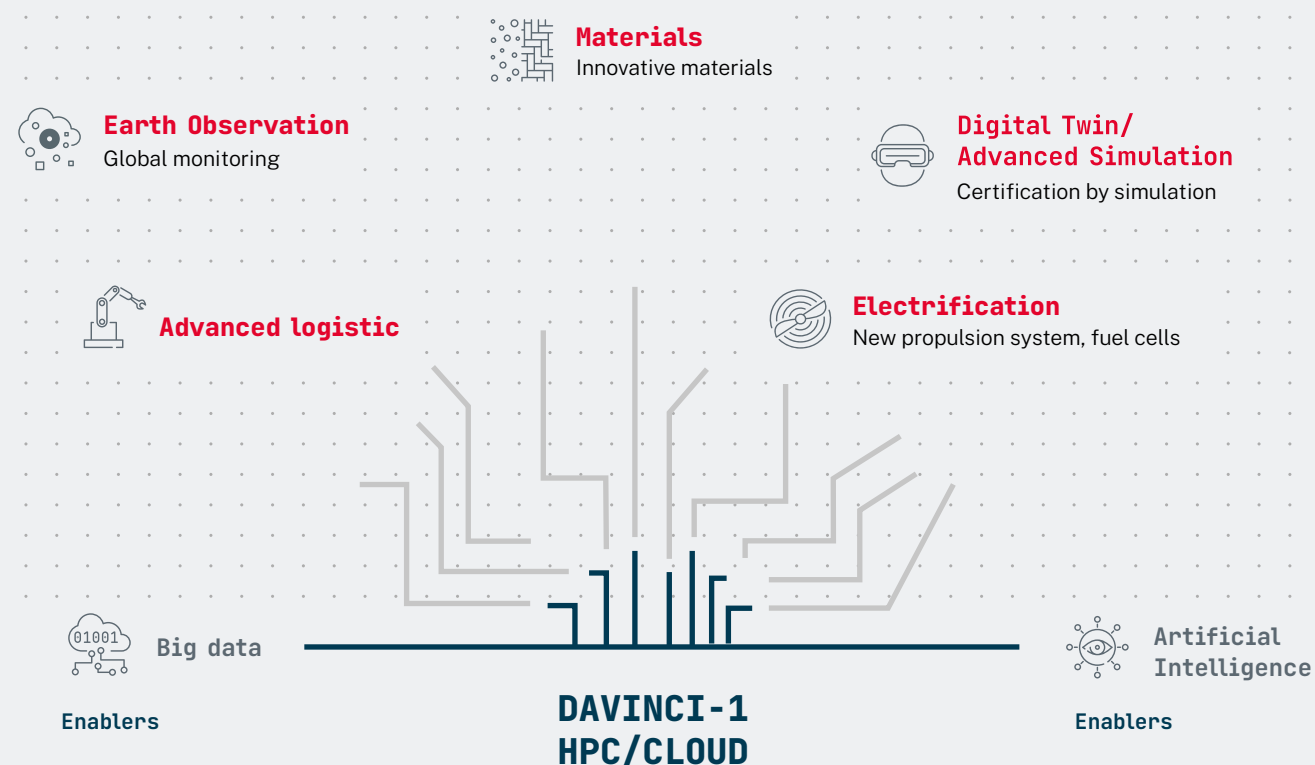 Materials
Innovative materials
Earth Observation
Global monitoring
Digital Twin/
Advanced Simulation
Certification by simulation
Advanced logistic
Electrification
New propulsion system, fuel cells
01001
Big data
Enablers
Artificial
Intelligence
Enablers
DAVINCI-1
HPC/CLOUD